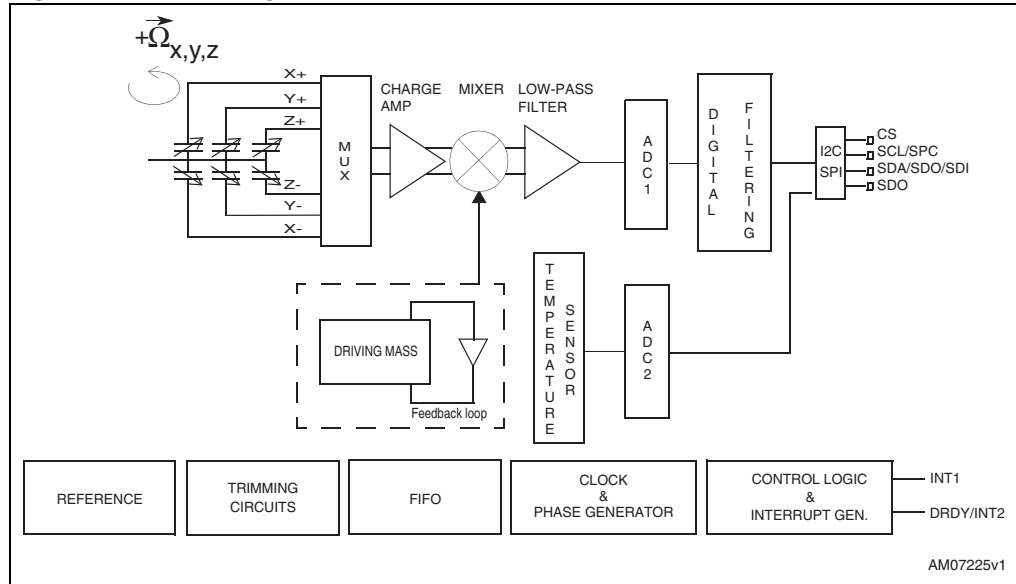 +Ω x,y,z
X+
Y+
Z+
Z-
Y-
X-
MUX
CHARGE
AMP
MIXER
LOW-PASS
FILTER
ADC1
DIGITAL
FILTERING
I2C
SPI
CS
SCL/SPC
SDA/SDO/SDI
SDO
DRIVING MASS
Feedback loop
TEMPERATURE
SENSOR
ADC2
REFERENCE
TRIMMING
CIRCUITS
FIFO
CLOCK
&
PHASE GENERATOR
CONTROL LOGIC
&
INTERRUPT GEN.
INT1
DRDY/INT2
AM07225v1